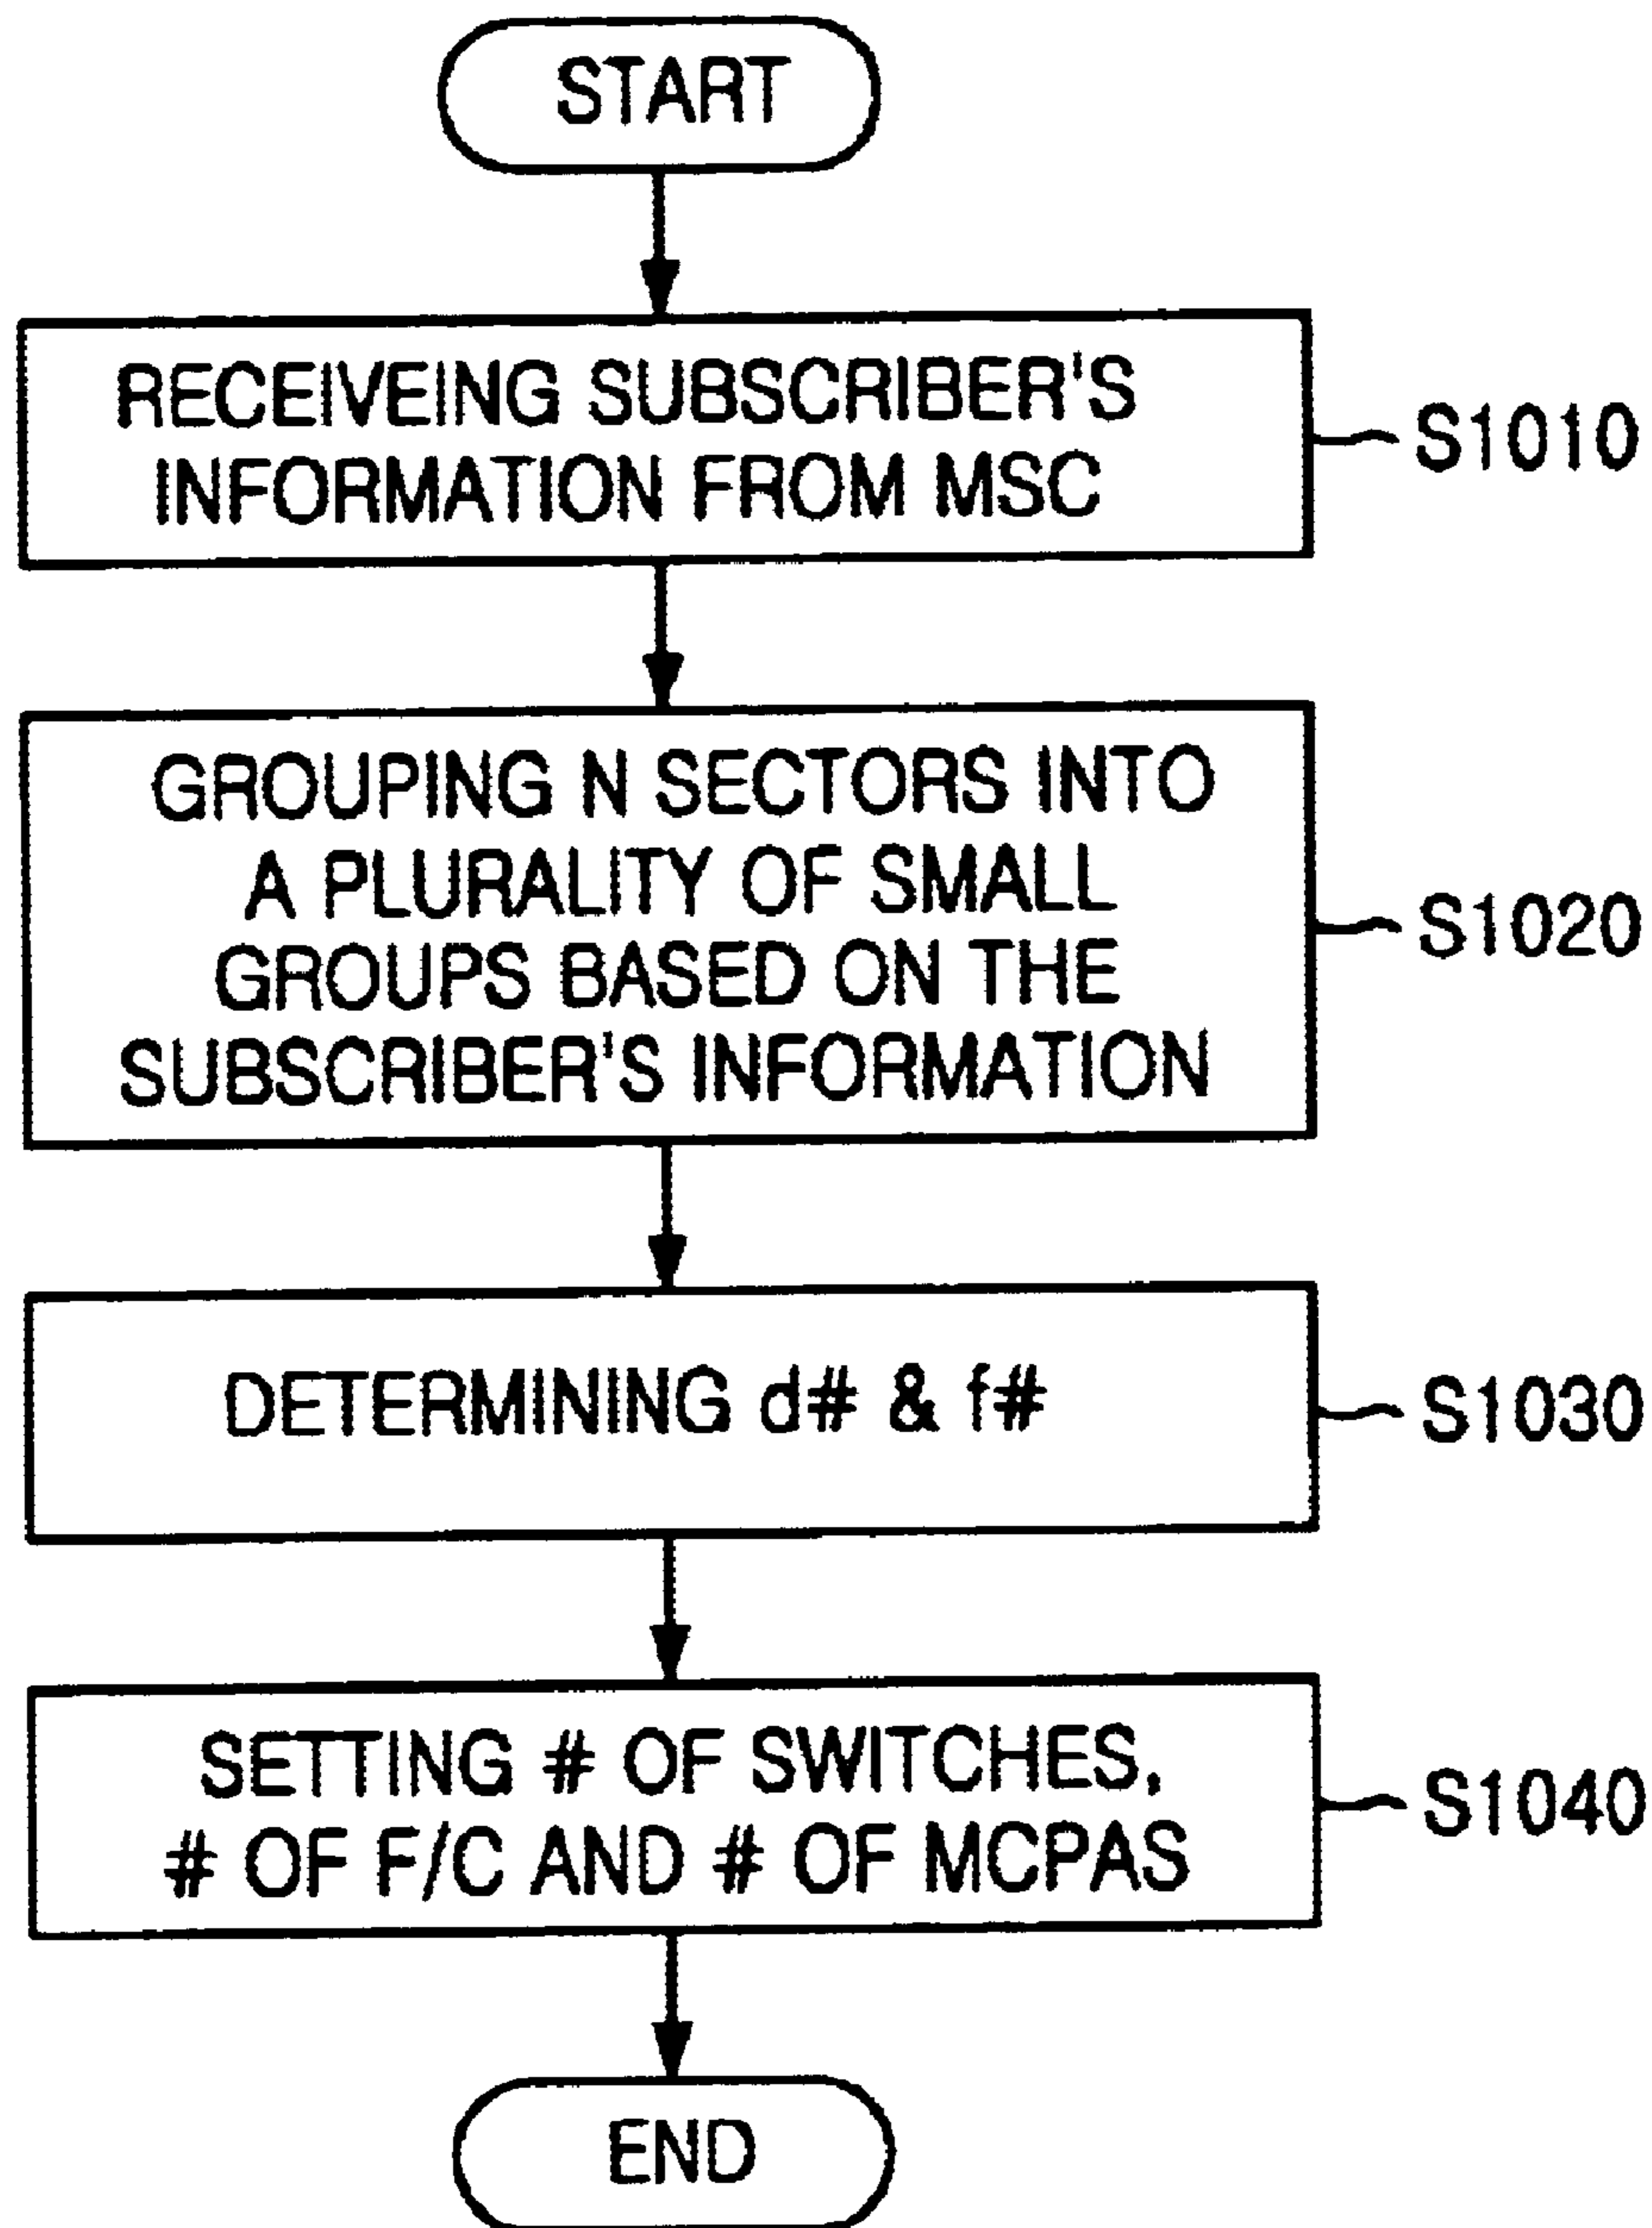 START
RECEIVEING SUBSCRIBER'S
INFORMATION FROM MSC
S1010
GROUPING N SECTORS INTO
A PLURALITY OF SMALL
GROUPS BASED ON THE
SUBSCRIBER'S INFORMATION
S1020
DETERMINING d# & f#
S1030
SETTING # OF SWITCHES,
# OF F/C AND # OF MCPAS
S1040
END